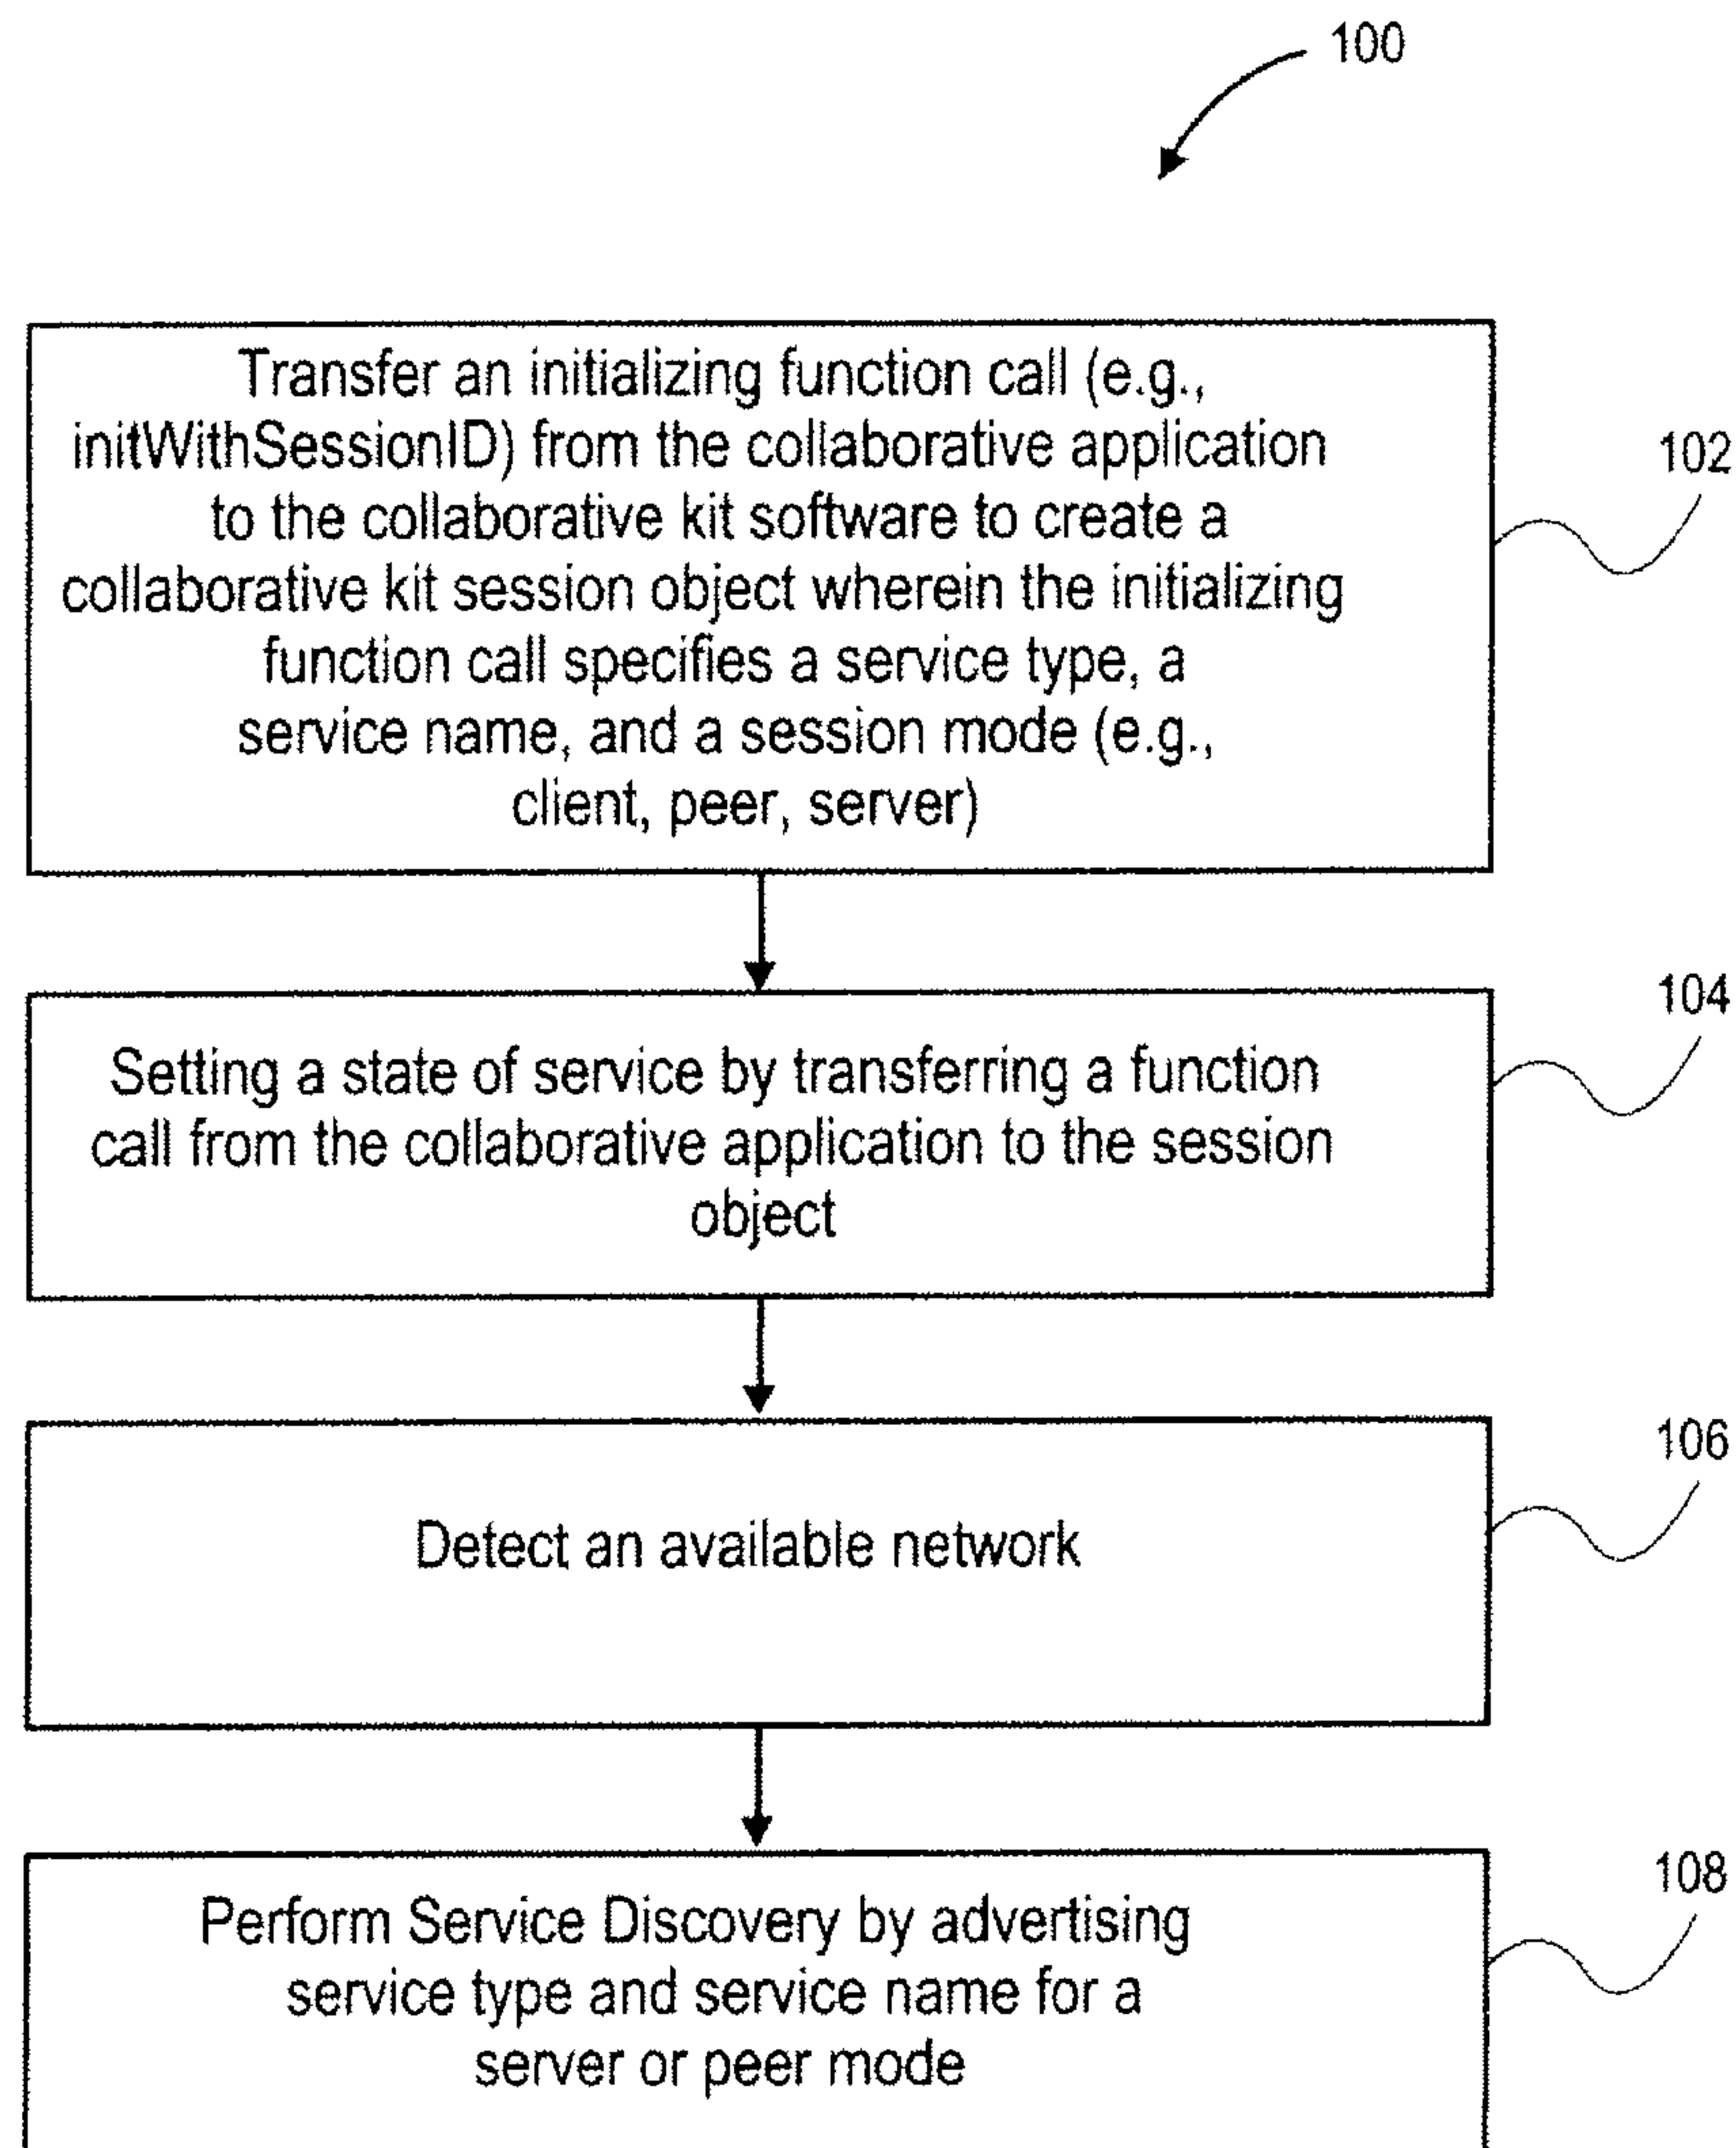 100
Transfer an initializing function call (e.g.,
initWithSessionID) from the collaborative application
to the collaborative kit software to create a
collaborative kit session object wherein the initializing
function call specifies a service type, a
service name, and a session mode (e.g.,
client, peer, server)
102
Setting a state of service by transferring a function
call from the collaborative application to the session
object
104
Detect an available network
106
Perform Service Discovery by advertising
service type and service name for a
server or peer mode
108